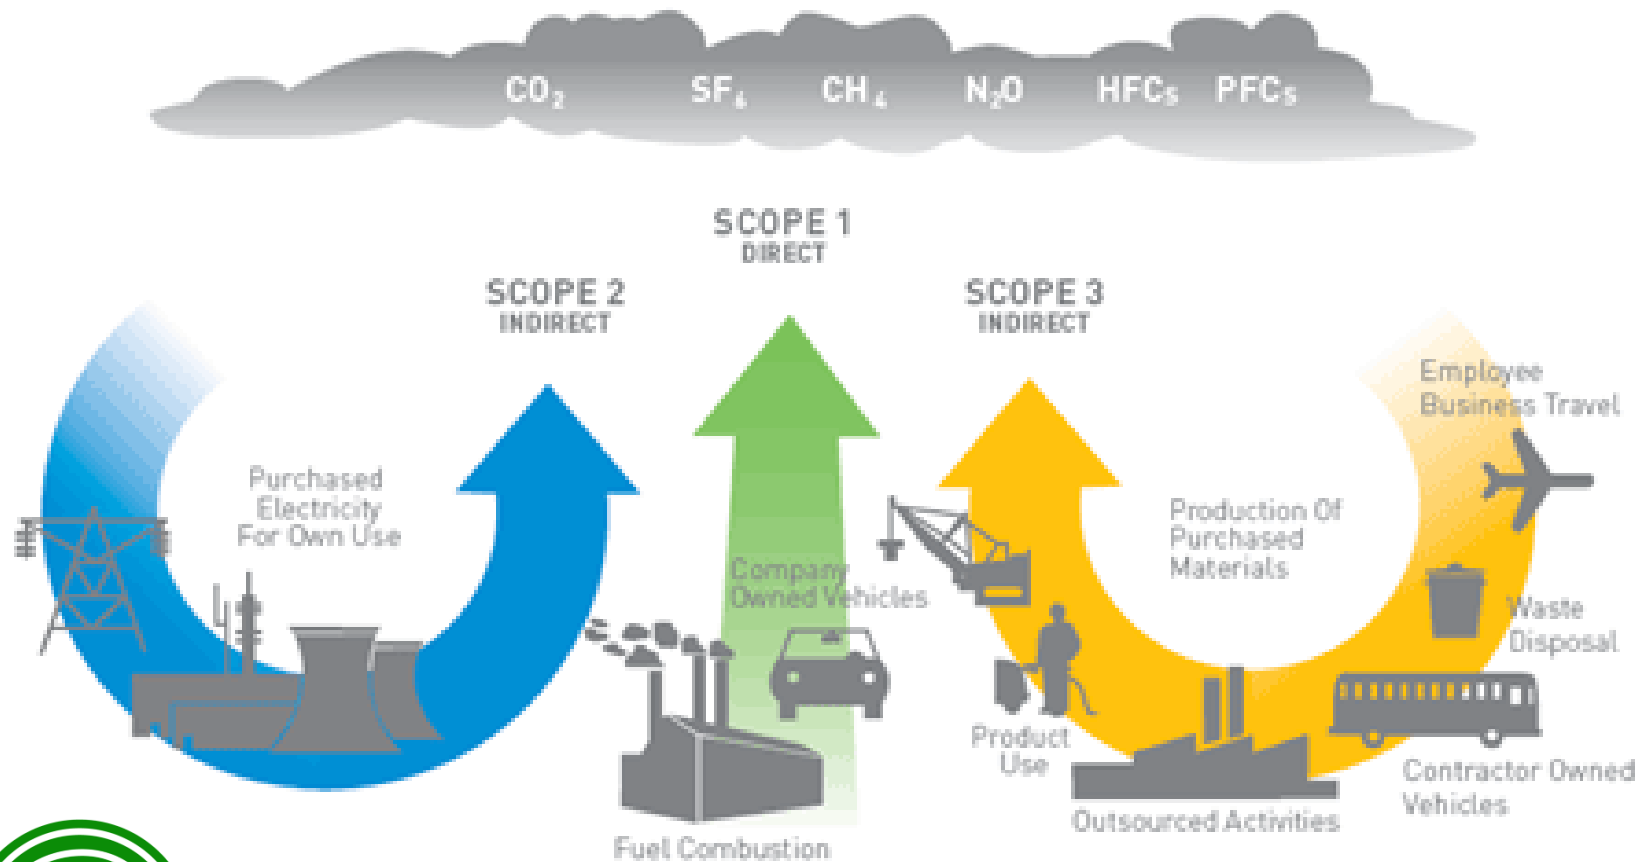 CO₂ SF₆ CH₄ N₂O HFCs PFCs
SCOPE 1
DIRECT
SCOPE 2
INDIRECT
SCOPE 3
INDIRECT
Purchased
Electricity
For Own Use
Company
Owned Vehicles
Fuel Combustion
Production Of
Purchased
Materials
Employee
Business Travel
Waste
Disposal
Product
Use
Contractor Owned
Vehicles
Outsourced Activities